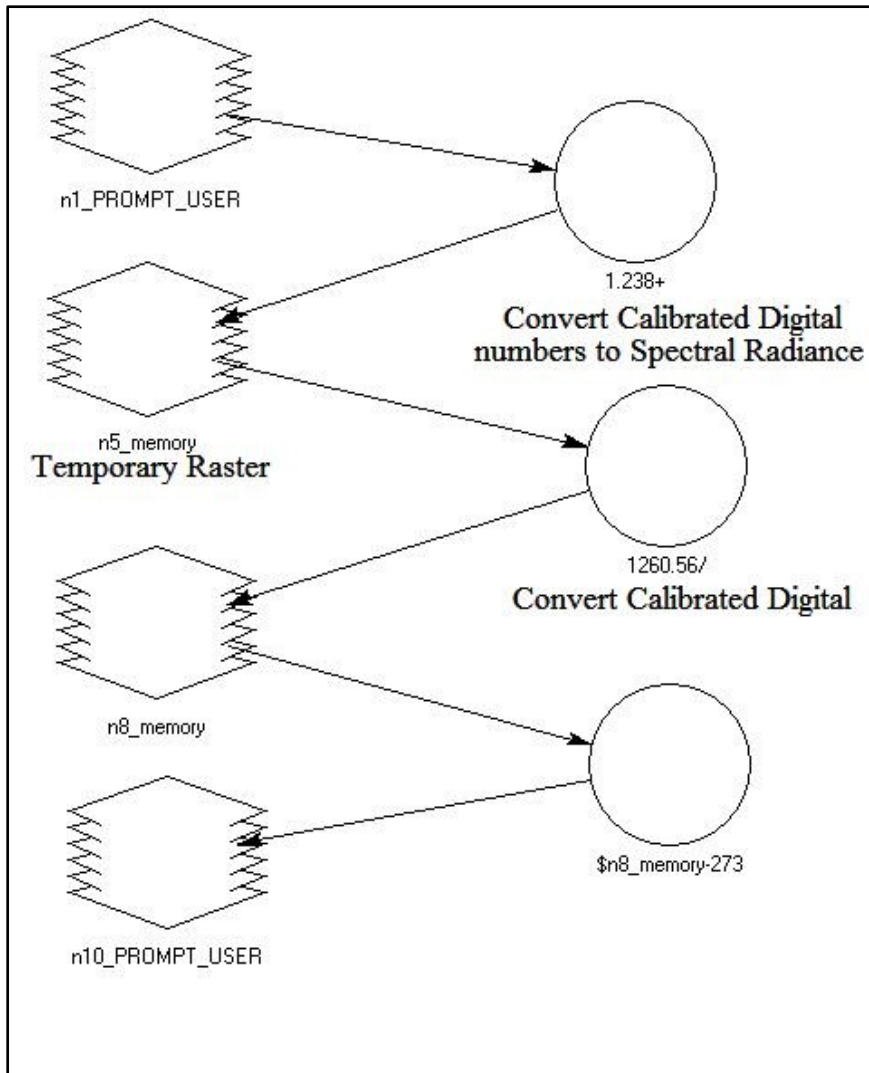 n1_PROMPT_USER
1.238+
Convert Calibrated Digital
numbers to Spectral Radiance
n5_memory
Temporary Raster
1260.56/
Convert Calibrated Digital
n8_memory
$n8_memory-273
n10_PROMPT_USER